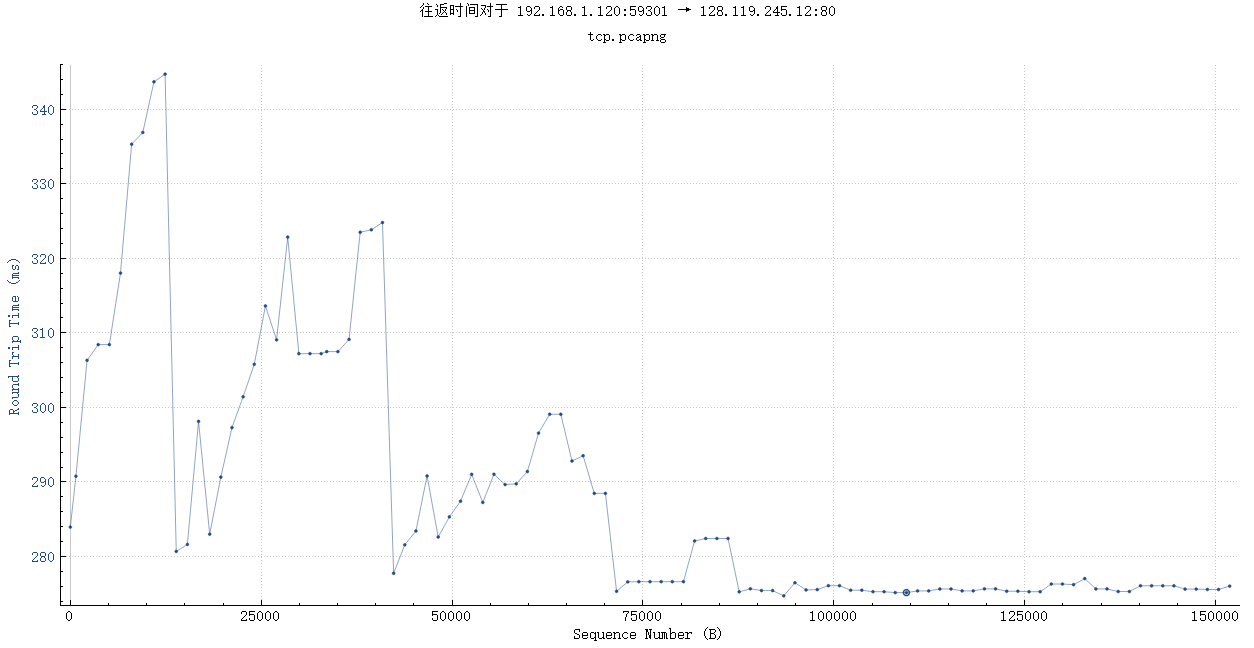 往返时间对于 192.168.1.120:59301 → 128.119.245.12:80
tcp.pcapng
340
330
320
310
300
290
280
Round Trip Time (ms)
0 25000 50000 75000 100000 125000 150000
Sequence Number (B)